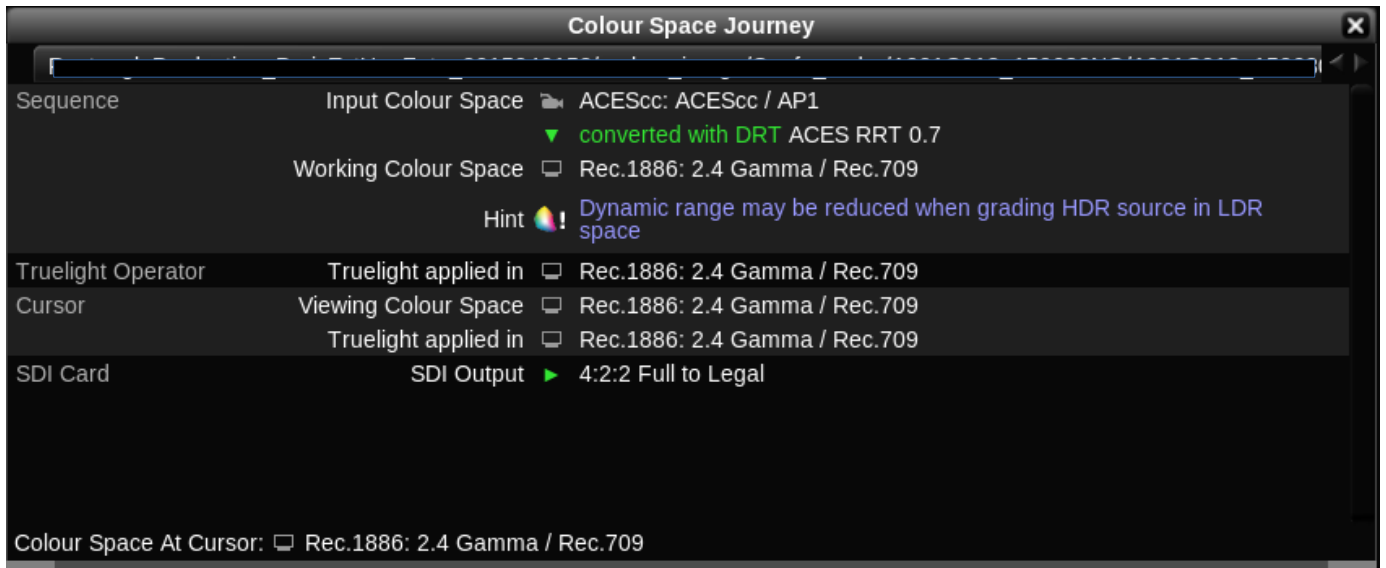 Colour Space Journey
Sequence Input Colour Space ACEScc: ACEScc / AP1
converted with DRT ACES RRT 0.7
Working Colour Space Rec.1886: 2.4 Gamma / Rec.709
Hint Dynamic range may be reduced when grading HDR source in LDR
space
Truelight Operator Truelight applied in Rec.1886: 2.4 Gamma / Rec.709
Cursor Viewing Colour Space Rec.1886: 2.4 Gamma / Rec.709
Truelight applied in Rec.1886: 2.4 Gamma / Rec.709
SDI Card SDI Output 4:2:2 Full to Legal
Colour Space At Cursor: Rec.1886: 2.4 Gamma / Rec.709